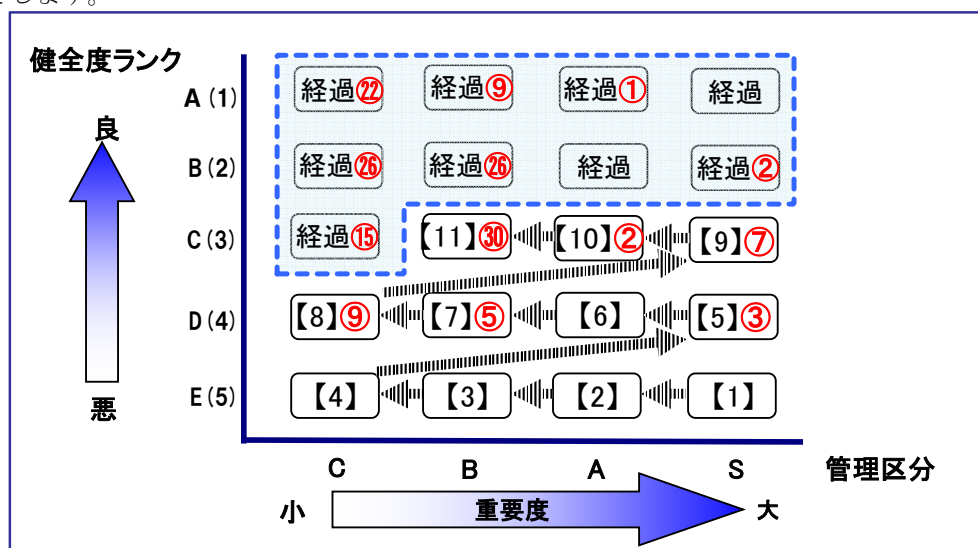 します。
健全度ランク
A(1) 経過㉒ 経過⑨ 経過① 経過
良
B(2) 経過㉖ 経過㉖ 経過 経過②
C(3) 経過⑮ 【11】㉚ 【10】② 【9】⑦
D(4) 【8】⑨ 【7】⑤ 【6】 【5】③
E(5) 【4】 【3】 【2】 【1】
悪
C B A S 管理区分
小 重要度 大